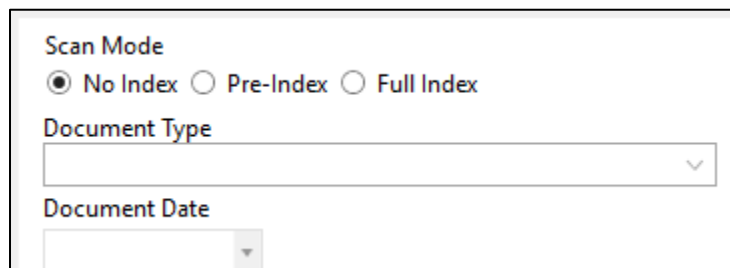 Scan Mode
No Index Pre-Index Full Index
Document Type
Document Date